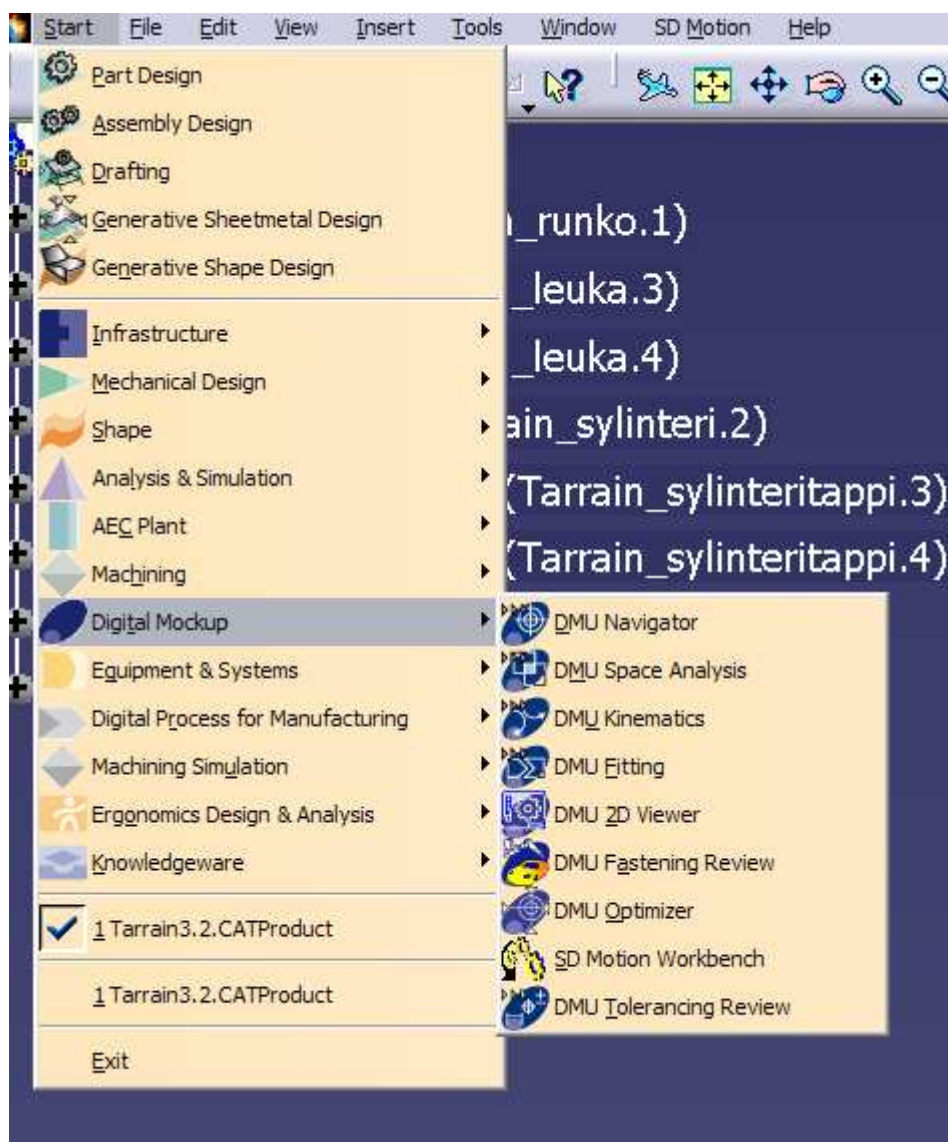 Start File Edit View Insert Tools Window SD Motion Help
Part Design
Assembly Design
Drafting
Generative Sheetmetal Design
Generative Shape Design
Infrastructure
Mechanical Design
Shape
Analysis & Simulation
AEC Plant
Machining
Digital Mockup
Equipment & Systems
Digital Process for Manufacturing
Machining Simulation
Ergonomics Design & Analysis
Knowledgeware
1 Tarrain3.2.CATProduct
1 Tarrain3.2.CATProduct
Exit
_runko.1)
_leuka.3)
_leuka.4)
ain_sylinteri.2)
(Tarrain_sylinteritappi.3)
(Tarrain_sylinteritappi.4)
DMU Navigator
DMU Space Analysis
DMU Kinematics
DMU Fitting
DMU 2D Viewer
DMU Fastening Review
DMU Optimizer
SD Motion Workbench
DMU Tolerancing Review